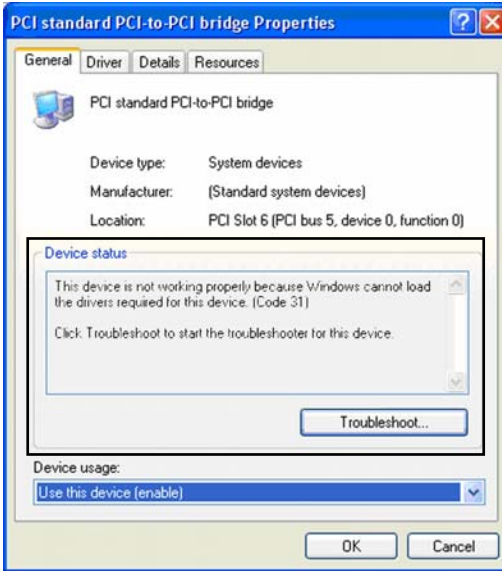 PCI standard PCI-to-PCI bridge Properties
General Driver Details Resources
PCI standard PCI-to-PCI bridge
Device type: System devices
Manufacturer: (Standard system devices)
Location: PCI Slot 6 (PCI bus 5, device 0, function 0)
Device status
This device is not working properly because Windows cannot load
the drivers required for this device. (Code 31)
Click Troubleshoot to start the troubleshooter for this device.
Troubleshoot...
Device usage:
Use this device (enable)
OK Cancel